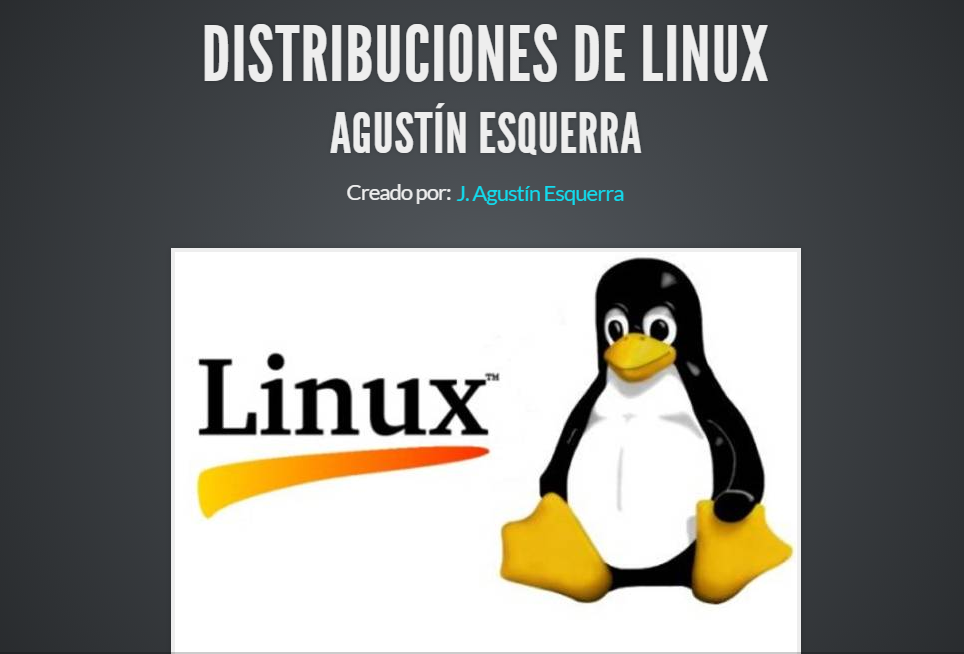 DISTRIBUCIONES DE LINUX
AGUSTÍN ESQUERRA
Creado por: J. Agustín Esquerra
Linux™